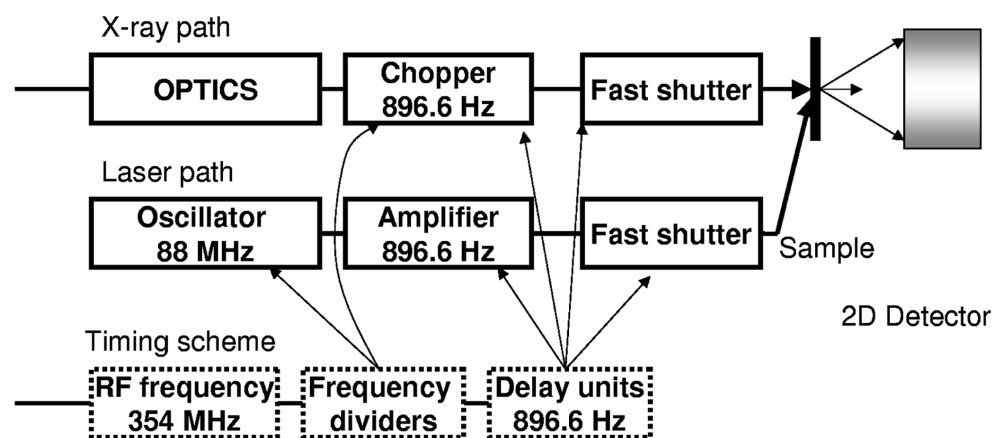 X-ray path
OPTICS
Chopper
896.6 Hz
Fast shutter
Laser path
Oscillator
88 MHz
Amplifier
896.6 Hz
Fast shutter
Sample
2D Detector
Timing scheme
RF frequency
354 MHz
Frequency
dividers
Delay units
896.6 Hz